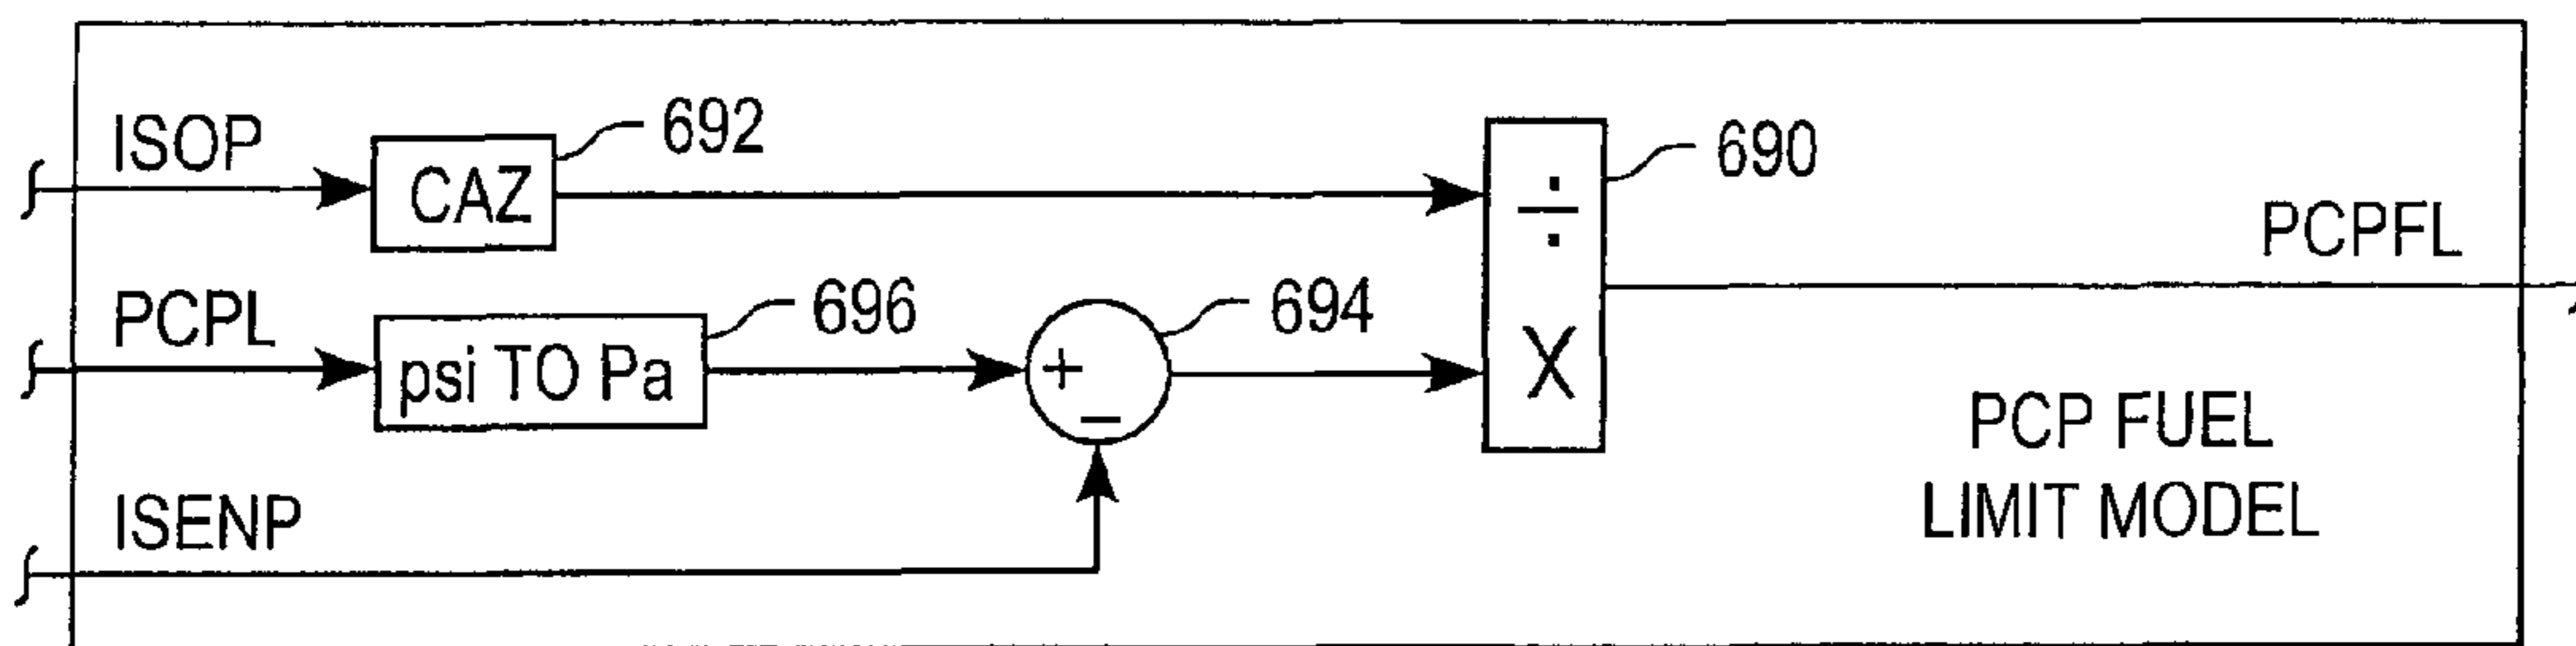 ISOP
CAZ
692
÷
690
PCPFL
PCPL
psi TO Pa
696
+
−
694
X
PCP FUEL
LIMIT MODEL
ISENP